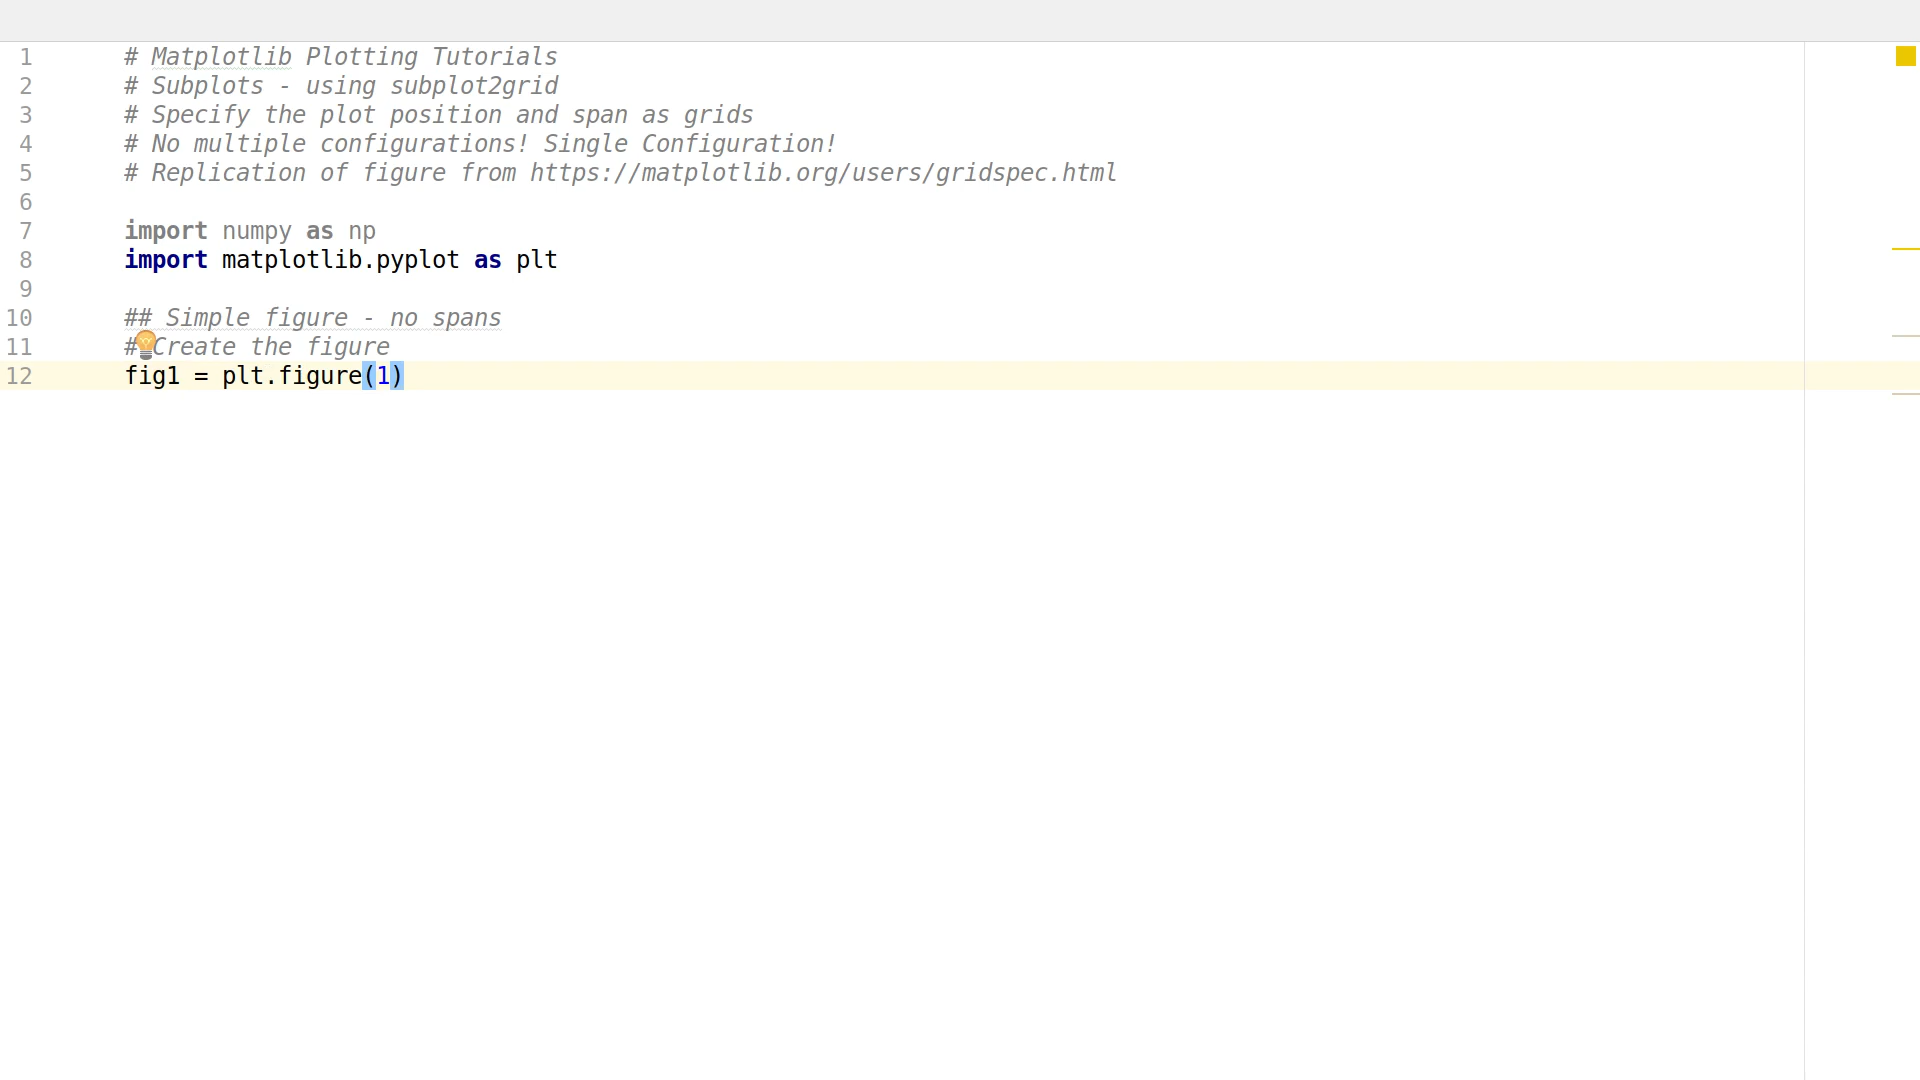 1 # Matplotlib Plotting Tutorials
2 # Subplots - using subplot2grid
3 # Specify the plot position and span as grids
4 # No multiple configurations! Single Configuration!
5 # Replication of figure from https://matplotlib.org/users/gridspec.html
6
7 import numpy as np
8 import matplotlib.pyplot as plt
9
10 ## Simple figure - no spans
11 # Create the figure
12 fig1 = plt.figure(1)